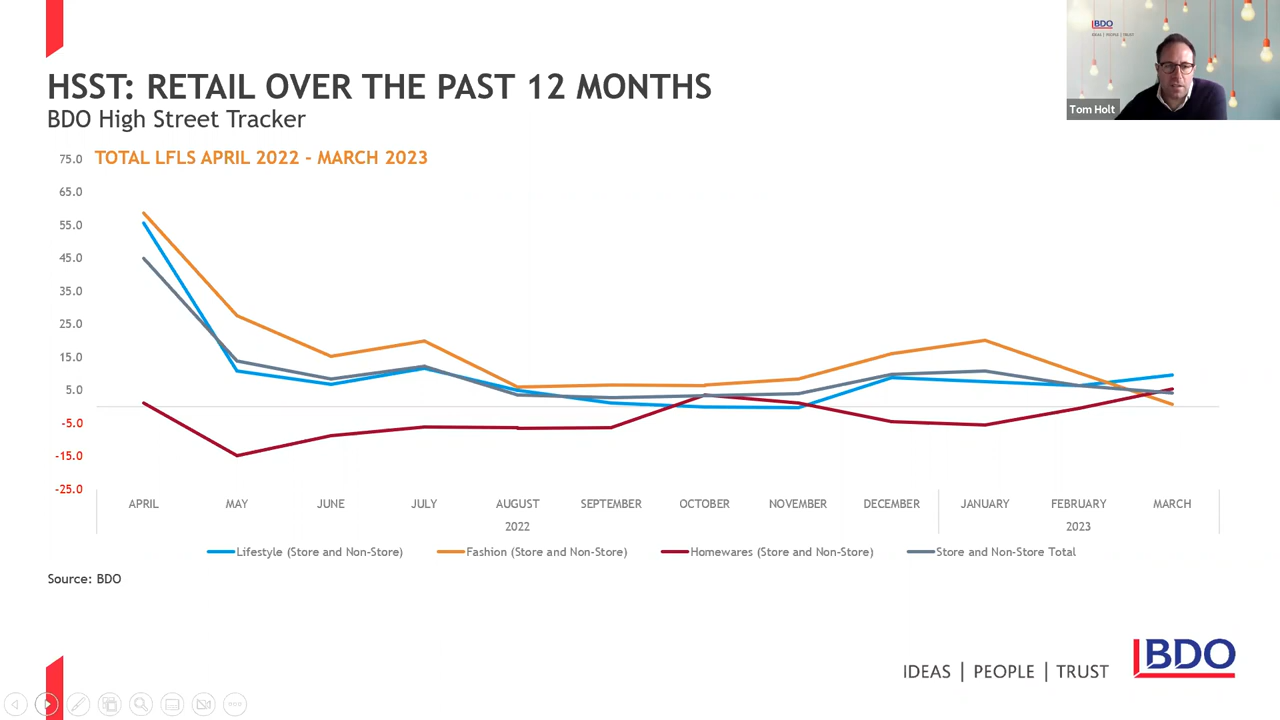 HSST: RETAIL OVER THE PAST 12 MONTHS
BDO High Street Tracker
BDO
IDEAS | PEOPLE | TRUST
Tom Holt
TOTAL LFLS APRIL 2022 - MARCH 2023
75.0
65.0
55.0
45.0
35.0
25.0
15.0
5.0
-5.0
-15.0
-25.0
APRIL MAY JUNE JULY AUGUST SEPTEMBER OCTOBER NOVEMBER DECEMBER JANUARY FEBRUARY MARCH
2022 2023
Lifestyle (Store and Non-Store) Fashion (Store and Non-Store) Homewares (Store and Non-Store) Store and Non-Store Total
Source: BDO
IDEAS | PEOPLE | TRUST
BDO